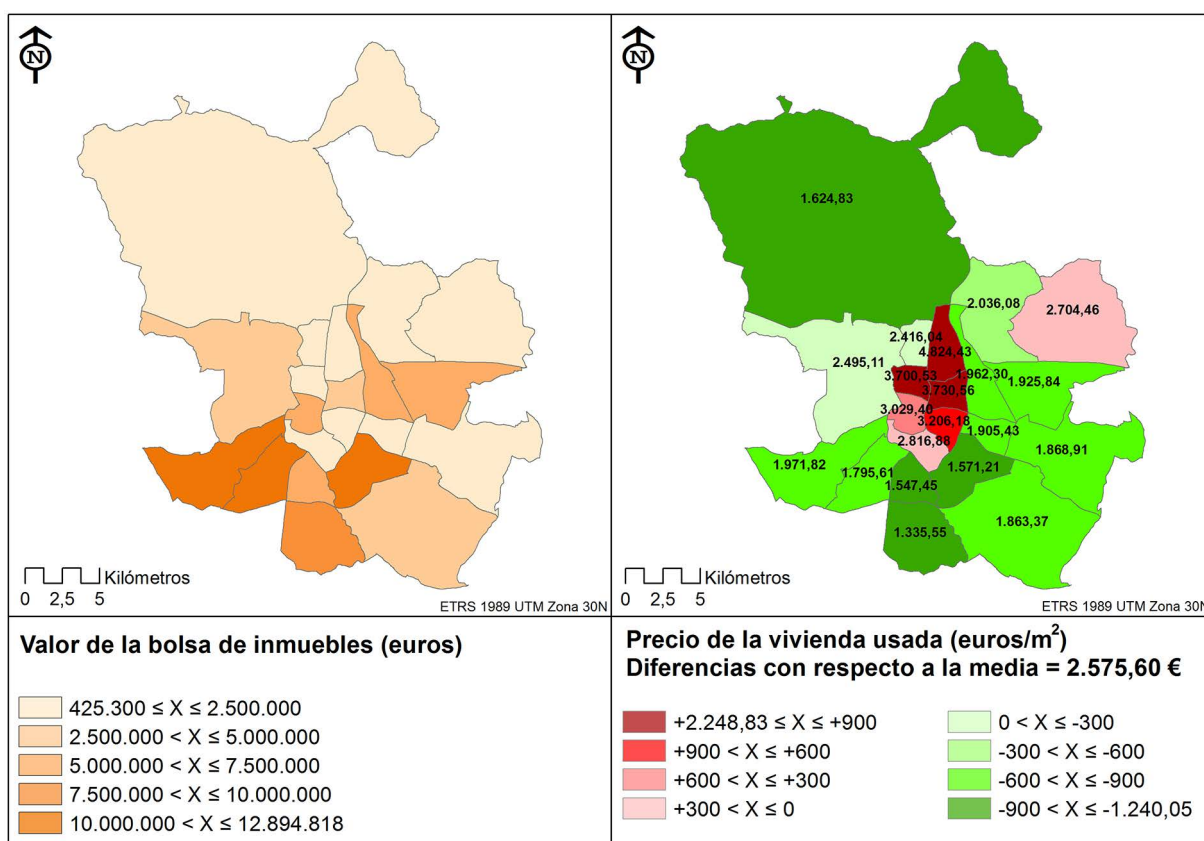 N
Kilómetros
0 2,5 5
ETRS 1989 UTM Zona 30N
Valor de la bolsa de inmuebles (euros)
425.300 ≤ X ≤ 2.500.000
2.500.000 < X ≤ 5.000.000
5.000.000 < X ≤ 7.500.000
7.500.000 < X ≤ 10.000.000
10.000.000 < X ≤ 12.894.818
N
1.624,83
2.036,08
2.704,46
2.416,04
4.824,43
2.495,11
3.700,53
1.962,30
1.925,84
3.730,56
3.029,40
3.206,18
1.905,43
2.816,88
1.868,91
1.971,82
1.795,61
1.571,21
1.547,45
1.863,37
1.335,55
Kilómetros
0 2,5 5
ETRS 1989 UTM Zona 30N
Precio de la vivienda usada (euros/m²)
Diferencias con respecto a la media = 2.575,60 €
+2.248,83 ≤ X ≤ +900
+900 < X ≤ +600
+600 < X ≤ +300
+300 < X ≤ 0
0 < X ≤ -300
-300 < X ≤ -600
-600 < X ≤ -900
-900 < X ≤ -1.240,05